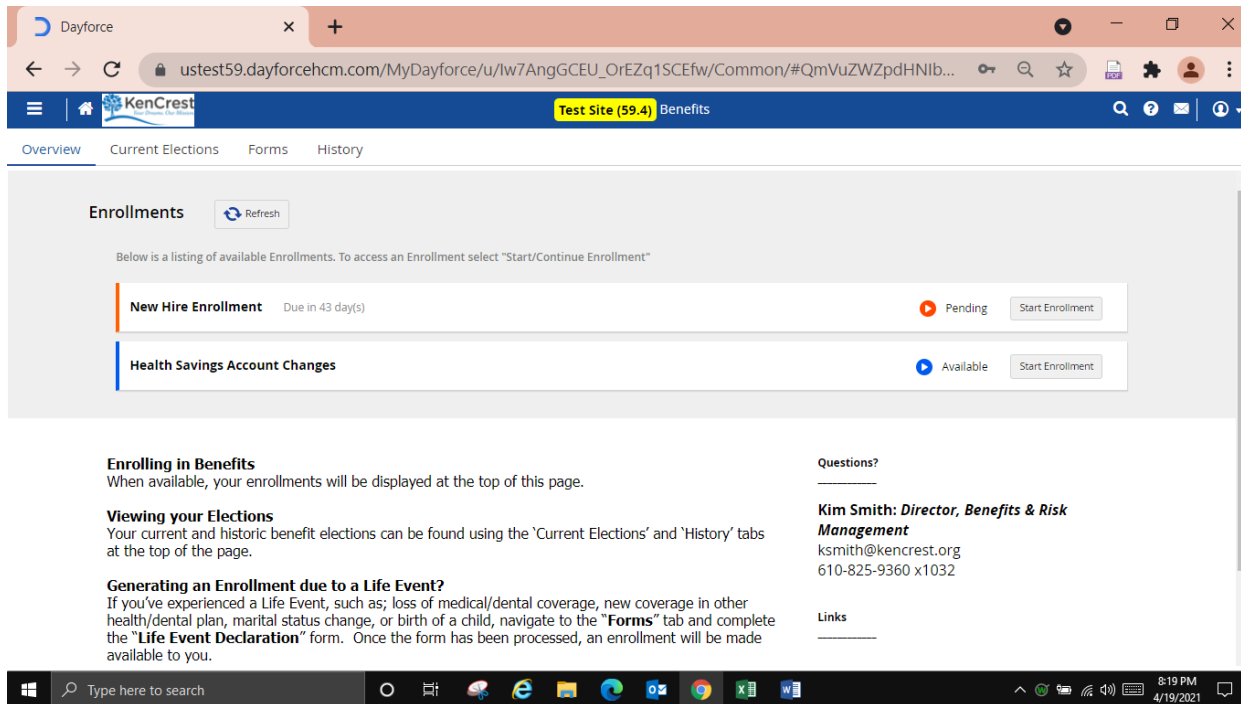 Dayforce
ustest59.dayforcehcm.com/MyDayforce/u/Iw7AngGCEU_OrEZq1SCEfw/Common/#QmVuZWZpdHNIb...
PDF
KenCrest
Your Dreams. Our Mission.
Test Site (59.4) Benefits
Overview Current Elections Forms History
Enrollments Refresh
Below is a listing of available Enrollments. To access an Enrollment select "Start/Continue Enrollment"
New Hire Enrollment Due in 43 day(s) Pending Start Enrollment
Health Savings Account Changes Available Start Enrollment
Enrolling in Benefits
When available, your enrollments will be displayed at the top of this page.
Viewing your Elections
Your current and historic benefit elections can be found using the ‘Current Elections’ and ‘History’ tabs
at the top of the page.
Generating an Enrollment due to a Life Event?
If you’ve experienced a Life Event, such as; loss of medical/dental coverage, new coverage in other
health/dental plan, marital status change, or birth of a child, navigate to the “Forms” tab and complete
the “Life Event Declaration” form. Once the form has been processed, an enrollment will be made
available to you.
Questions?
____________
Kim Smith: Director, Benefits & Risk
Management
ksmith@kencrest.org
610-825-9360 x1032
Links
____________
Type here to search
8:19 PM
4/19/2021